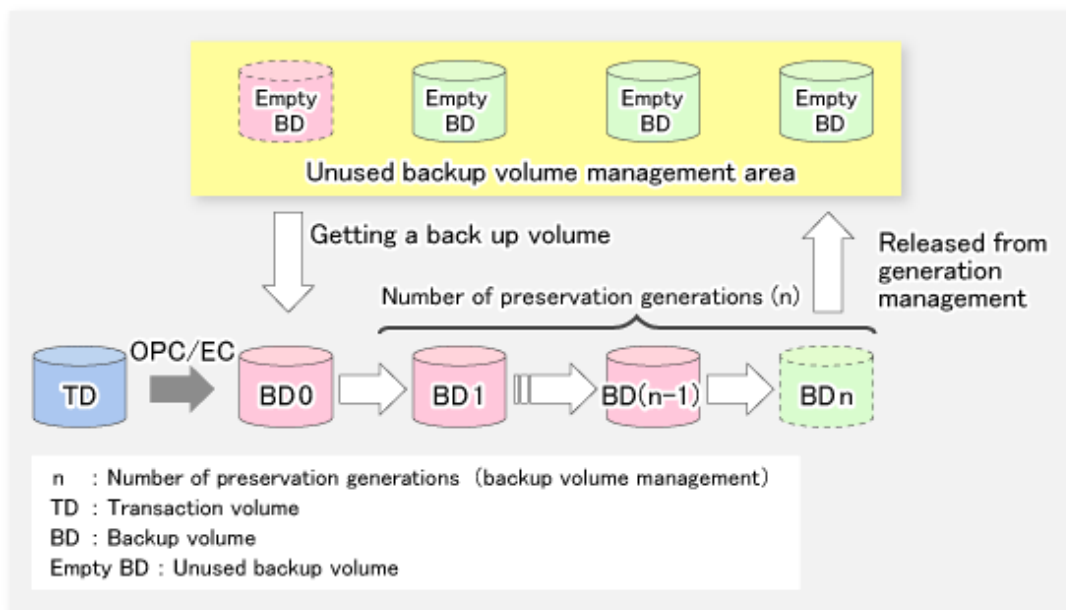 Empty
BD
Empty
BD
Empty
BD
Empty
BD
Unused backup volume management area
Getting a back up volume
Released from
generation
management
Number of preservation generations (n)
TD
OPC/EC
BD0
BD1
BD(n-1)
BDn
n : Number of preservation generations (backup volume management)
TD : Transaction volume
BD : Backup volume
Empty BD : Unused backup volume